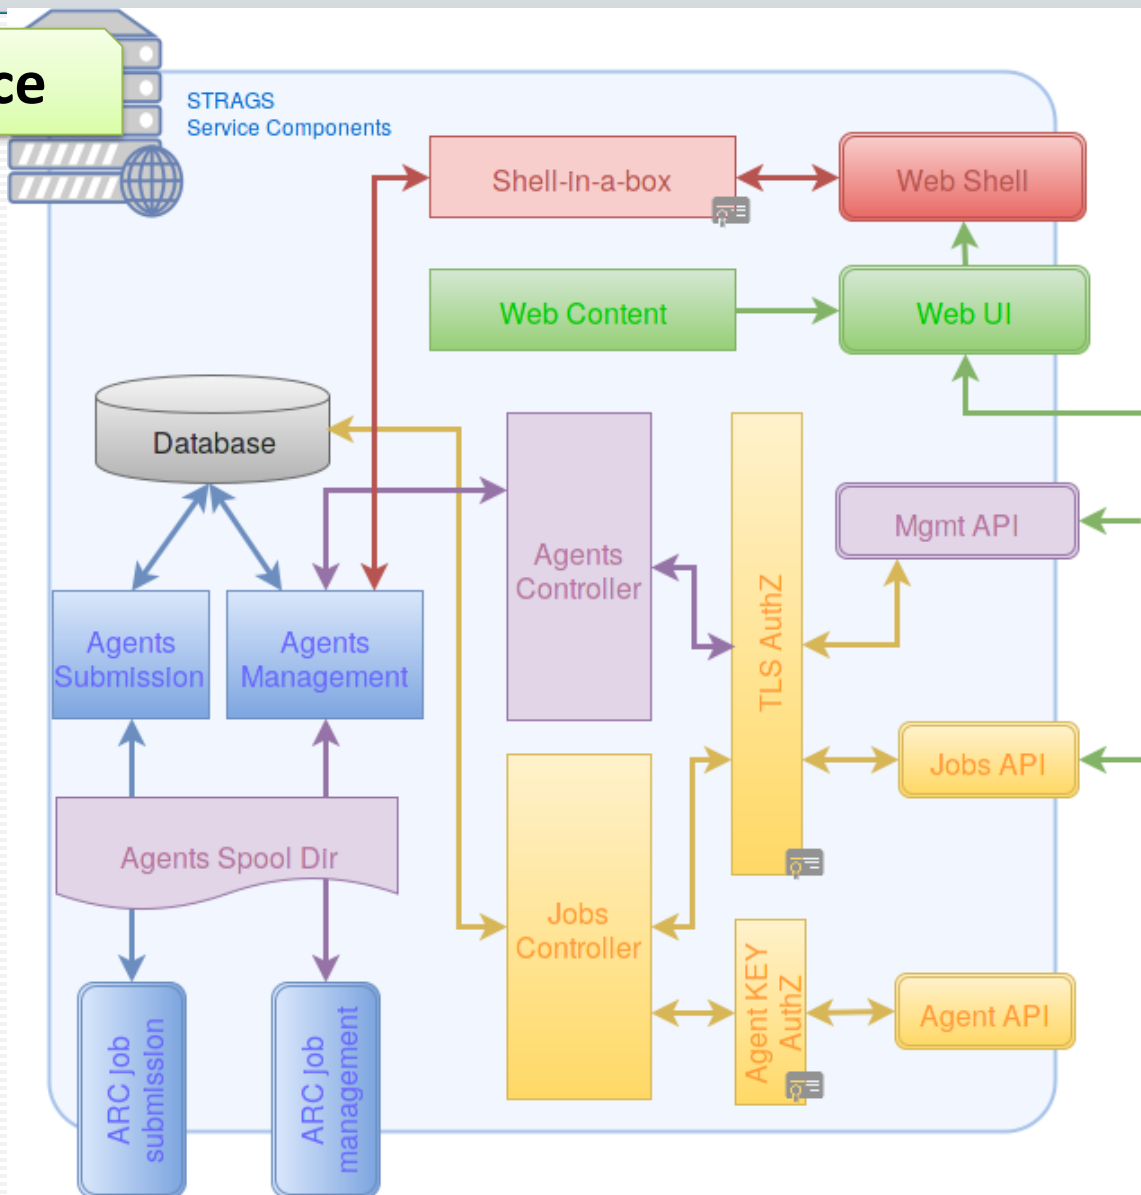 ce
STRAGS
Service Components
Shell-in-a-box
Web Shell
Web Content
Web UI
Database
Agents
Controller
TLS AuthZ
Mgmt API
Agents
Submission
Agents
Management
Jobs API
Agents Spool Dir
Jobs
Controller
Agent KEY
AuthZ
Agent API
ARC job
submission
ARC job
management